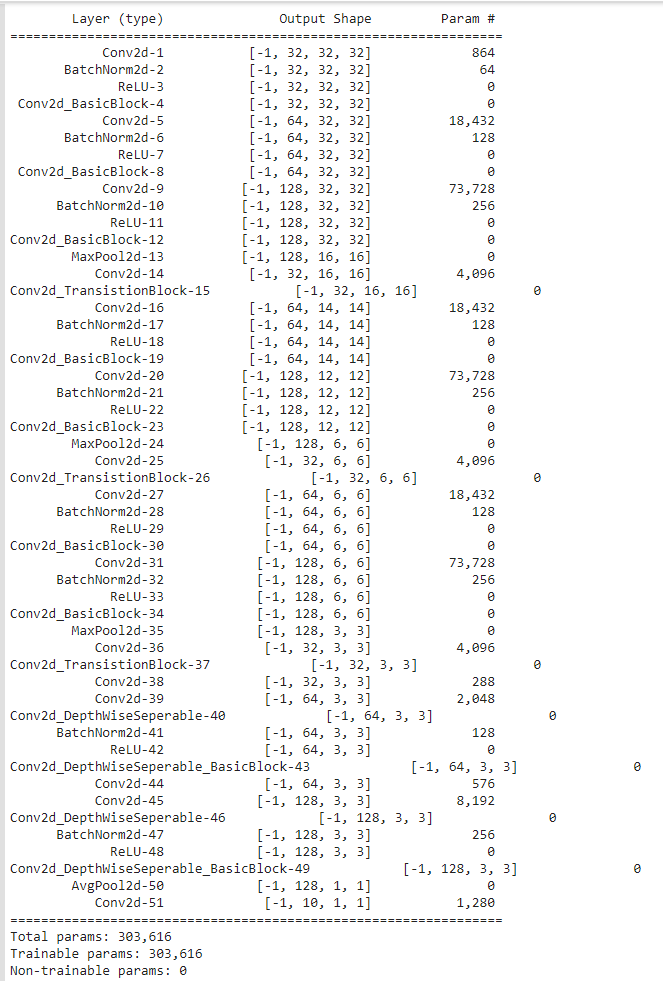 Layer (type) Output Shape Param #
================================================================
Conv2d-1 [-1, 32, 32, 32] 864
BatchNorm2d-2 [-1, 32, 32, 32] 64
ReLU-3 [-1, 32, 32, 32] 0
Conv2d_BasicBlock-4 [-1, 32, 32, 32] 0
Conv2d-5 [-1, 64, 32, 32] 18,432
BatchNorm2d-6 [-1, 64, 32, 32] 128
ReLU-7 [-1, 64, 32, 32] 0
Conv2d_BasicBlock-8 [-1, 64, 32, 32] 0
Conv2d-9 [-1, 128, 32, 32] 73,728
BatchNorm2d-10 [-1, 128, 32, 32] 256
ReLU-11 [-1, 128, 32, 32] 0
Conv2d_BasicBlock-12 [-1, 128, 32, 32] 0
MaxPool2d-13 [-1, 128, 16, 16] 0
Conv2d-14 [-1, 32, 16, 16] 4,096
Conv2d_TransistionBlock-15 [-1, 32, 16, 16] 0
Conv2d-16 [-1, 64, 14, 14] 18,432
BatchNorm2d-17 [-1, 64, 14, 14] 128
ReLU-18 [-1, 64, 14, 14] 0
Conv2d_BasicBlock-19 [-1, 64, 14, 14] 0
Conv2d-20 [-1, 128, 12, 12] 73,728
BatchNorm2d-21 [-1, 128, 12, 12] 256
ReLU-22 [-1, 128, 12, 12] 0
Conv2d_BasicBlock-23 [-1, 128, 12, 12] 0
MaxPool2d-24 [-1, 128, 6, 6] 0
Conv2d-25 [-1, 32, 6, 6] 4,096
Conv2d_TransistionBlock-26 [-1, 32, 6, 6] 0
Conv2d-27 [-1, 64, 6, 6] 18,432
BatchNorm2d-28 [-1, 64, 6, 6] 128
ReLU-29 [-1, 64, 6, 6] 0
Conv2d_BasicBlock-30 [-1, 64, 6, 6] 0
Conv2d-31 [-1, 128, 6, 6] 73,728
BatchNorm2d-32 [-1, 128, 6, 6] 256
ReLU-33 [-1, 128, 6, 6] 0
Conv2d_BasicBlock-34 [-1, 128, 6, 6] 0
MaxPool2d-35 [-1, 128, 3, 3] 0
Conv2d-36 [-1, 32, 3, 3] 4,096
Conv2d_TransistionBlock-37 [-1, 32, 3, 3] 0
Conv2d-38 [-1, 32, 3, 3] 288
Conv2d-39 [-1, 64, 3, 3] 2,048
Conv2d_DepthWiseSeperable-40 [-1, 64, 3, 3] 0
BatchNorm2d-41 [-1, 64, 3, 3] 128
ReLU-42 [-1, 64, 3, 3] 0
Conv2d_DepthWiseSeperable_BasicBlock-43 [-1, 64, 3, 3] 0
Conv2d-44 [-1, 64, 3, 3] 576
Conv2d-45 [-1, 128, 3, 3] 8,192
Conv2d_DepthWiseSeperable-46 [-1, 128, 3, 3] 0
BatchNorm2d-47 [-1, 128, 3, 3] 256
ReLU-48 [-1, 128, 3, 3] 0
Conv2d_DepthWiseSeperable_BasicBlock-49 [-1, 128, 3, 3] 0
AvgPool2d-50 [-1, 128, 1, 1] 0
Conv2d-51 [-1, 10, 1, 1] 1,280
================================================================
Total params: 303,616
Trainable params: 303,616
Non-trainable params: 0